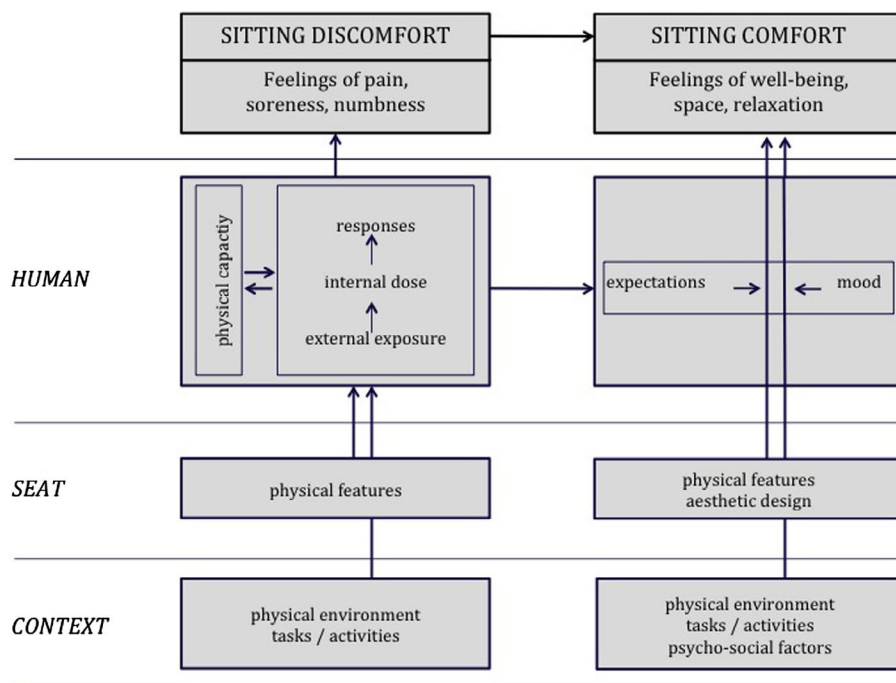 SITTING DISCOMFORT
Feelings of pain,
soreness, numbness
SITTING COMFORT
Feelings of well-being,
space, relaxation
HUMAN
physical capactiy
responses
internal dose
external exposure
expectations
mood
SEAT
physical features
physical features
aesthetic design
CONTEXT
physical environment
tasks / activities
physical environment
tasks / activities
psycho-social factors